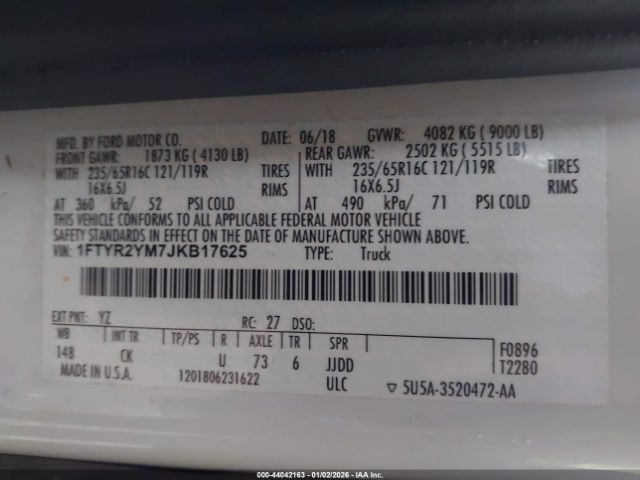 MFD. BY FORD MOTOR CO. DATE: 06/18 GVWR: 4082 KG ( 9000 LB)
FRONT GAWR: 1873 KG ( 4130 LB) REAR GAWR: 2502 KG ( 5515 LB)
WITH 235/65R16C 121/119R TIRES WITH 235/65R16C 121/119R TIRES
16X6.5J RIMS 16X6.5J RIMS
AT 360 kPa/ 52 PSI COLD AT 490 kPa/ 71 PSI COLD
THIS VEHICLE CONFORMS TO ALL APPLICABLE FEDERAL MOTOR VEHICLE
SAFETY STANDARDS IN EFFECT ON THE DATE OF MANUFACTURE SHOWN ABOVE.
VIN: 1FTYR2YM7JKB17625 TYPE: Truck
EXT PNT: YZ RC: 27 DSO:
WB INT TR TP/PS R AXLE TR SPR F0896
148 CK U 73 6 JJDD T2280
MADE IN U.S.A. 1201806231622 ULC ▽ 5U5A-3520472-AA
000-44042163 | 01/02/2026 - IAA Inc.